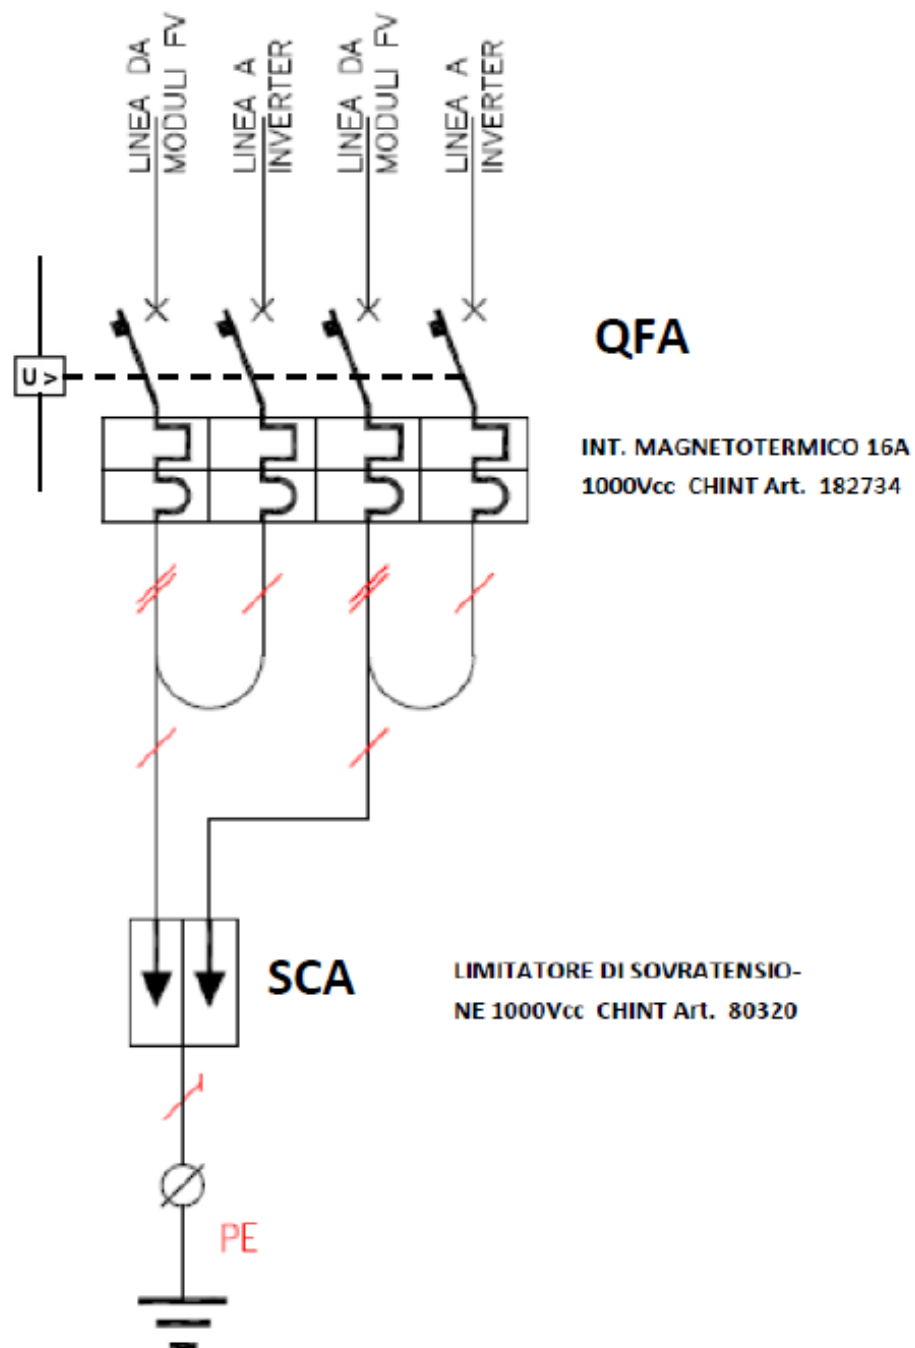 LINEA DA
MODULI FV
LINEA A
INVERTER
LINEA DA
MODULI FV
LINEA A
INVERTER
U >
QFA
INT. MAGNETOTERMICO 16A
1000Vcc CHINT Art. 182734
SCA
LIMITATORE DI SOVRATENSIO-
NE 1000Vcc CHINT Art. 80320
PE